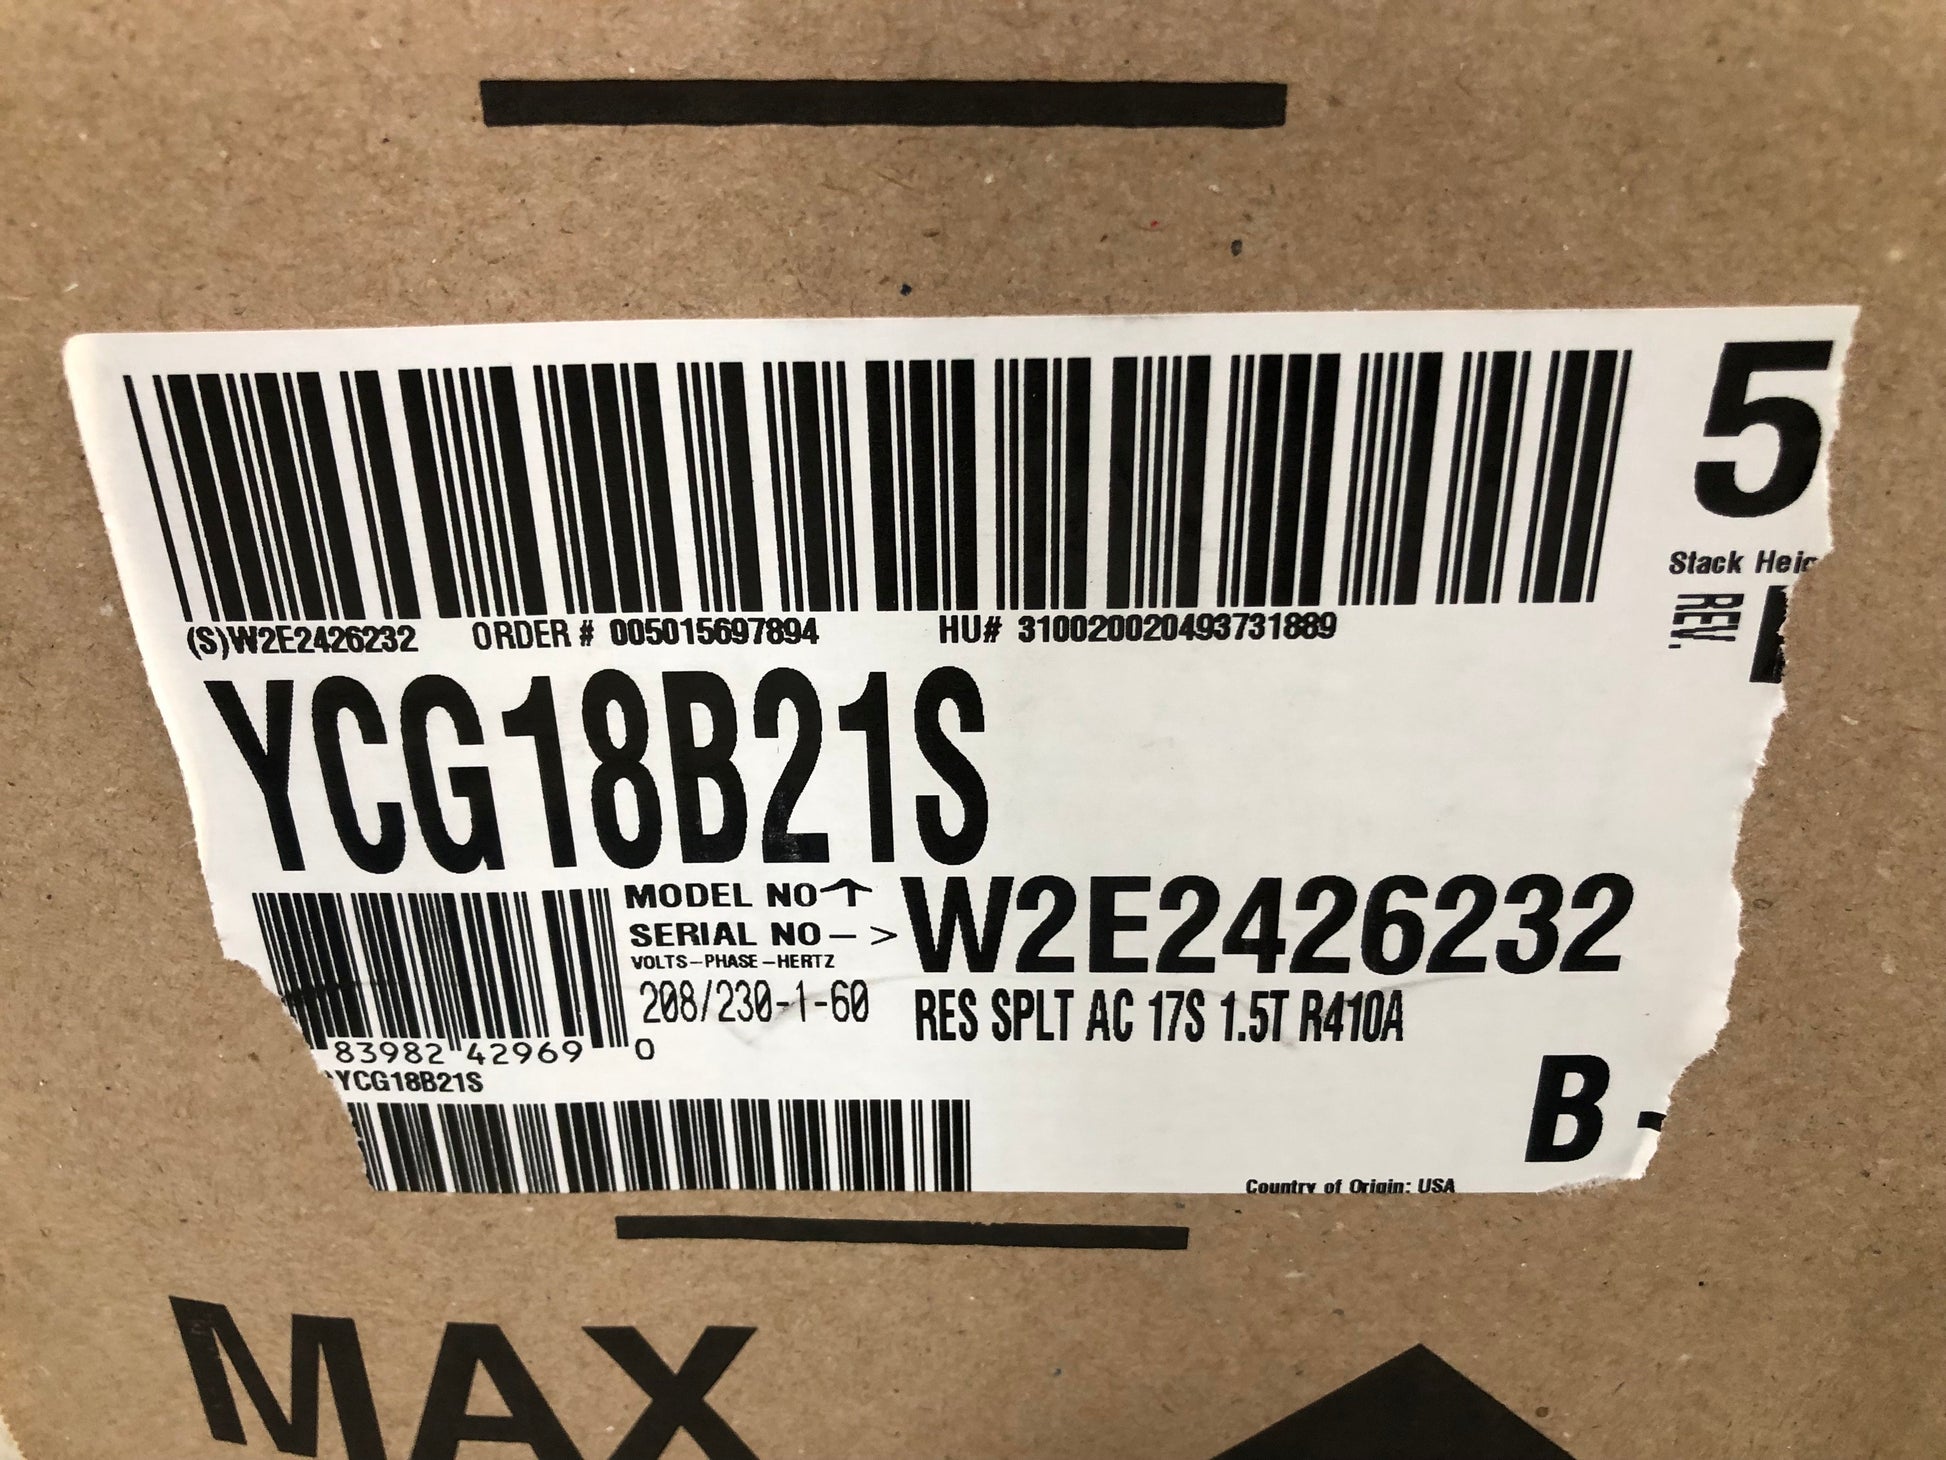 5
Stack Heig
REV.
(S)W2E2426232 ORDER # 005015697894 HU# 310020020493731889
YCG18B21S
MODEL NO
SERIAL NO - > W2E2426232
VOLTS-PHASE-HERTZ
208/230-1-60 RES SPLT AC 17S 1.5T R410A
83982 42969 0
YCG18B21S
B -
Country of Origin: USA
MAX